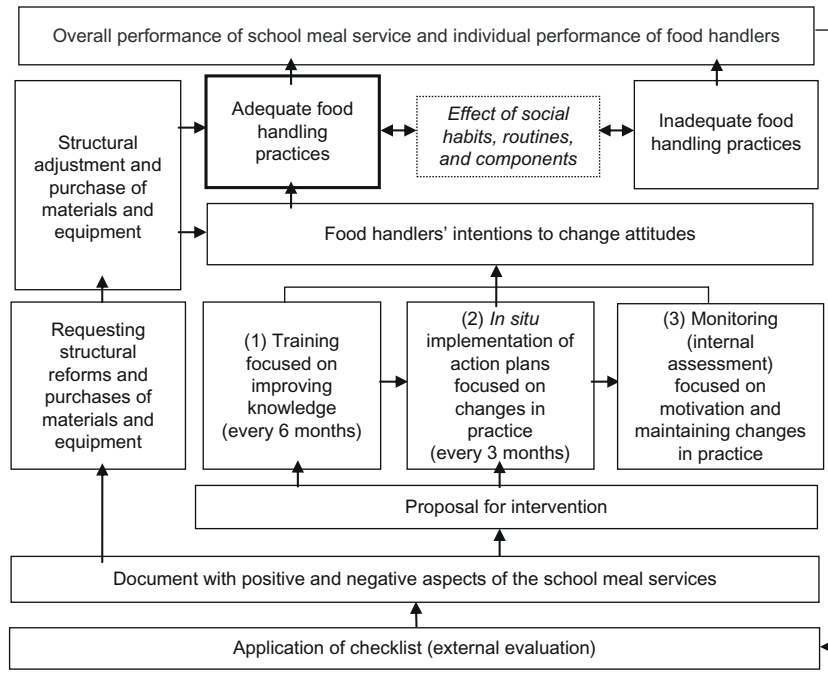 Overall performance of school meal service and individual performance of food handlers
Structural
adjustment and
purchase of
materials and
equipment
Adequate food
handling
practices
Effect of social
habits, routines,
and components
Inadequate food
handling practices
Food handlers' intentions to change attitudes
Requesting
structural
reforms and
purchases of
materials and
equipment
(1) Training
focused on
improving
knowledge
(every 6 months)
(2) In situ
implementation of
action plans
focused on
changes in
practice
(every 3 months)
(3) Monitoring
(internal
assessment)
focused on
motivation and
maintaining changes
in practice
Proposal for intervention
Document with positive and negative aspects of the school meal services
Application of checklist (external evaluation)